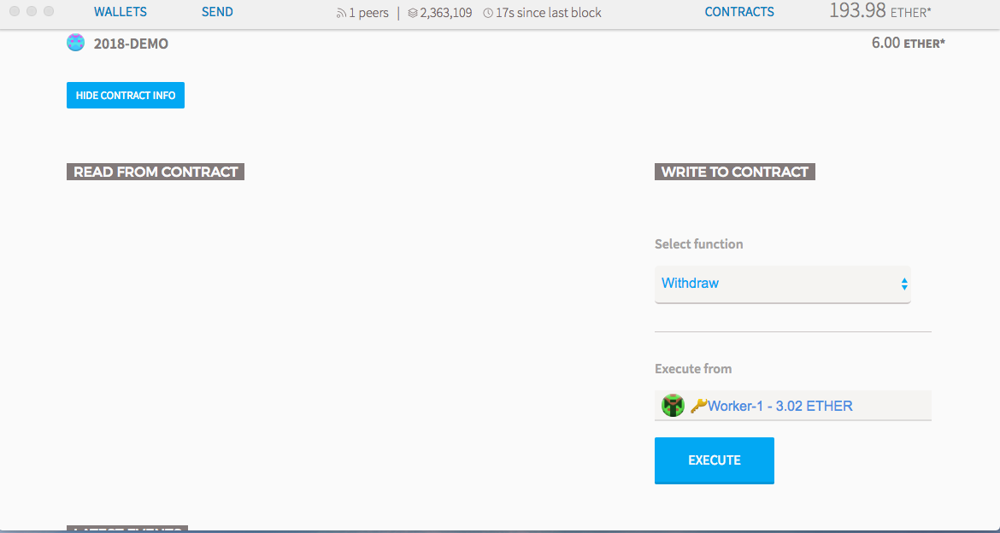 WALLETS SEND 1 peers | 2,363,109 17s since last block CONTRACTS 193.98 ETHER*
2018-DEMO 6.00 ETHER*
HIDE CONTRACT INFO
READ FROM CONTRACT WRITE TO CONTRACT
Select function
Withdraw
Execute from
Worker-1 - 3.02 ETHER
EXECUTE
LATEST EVENTS